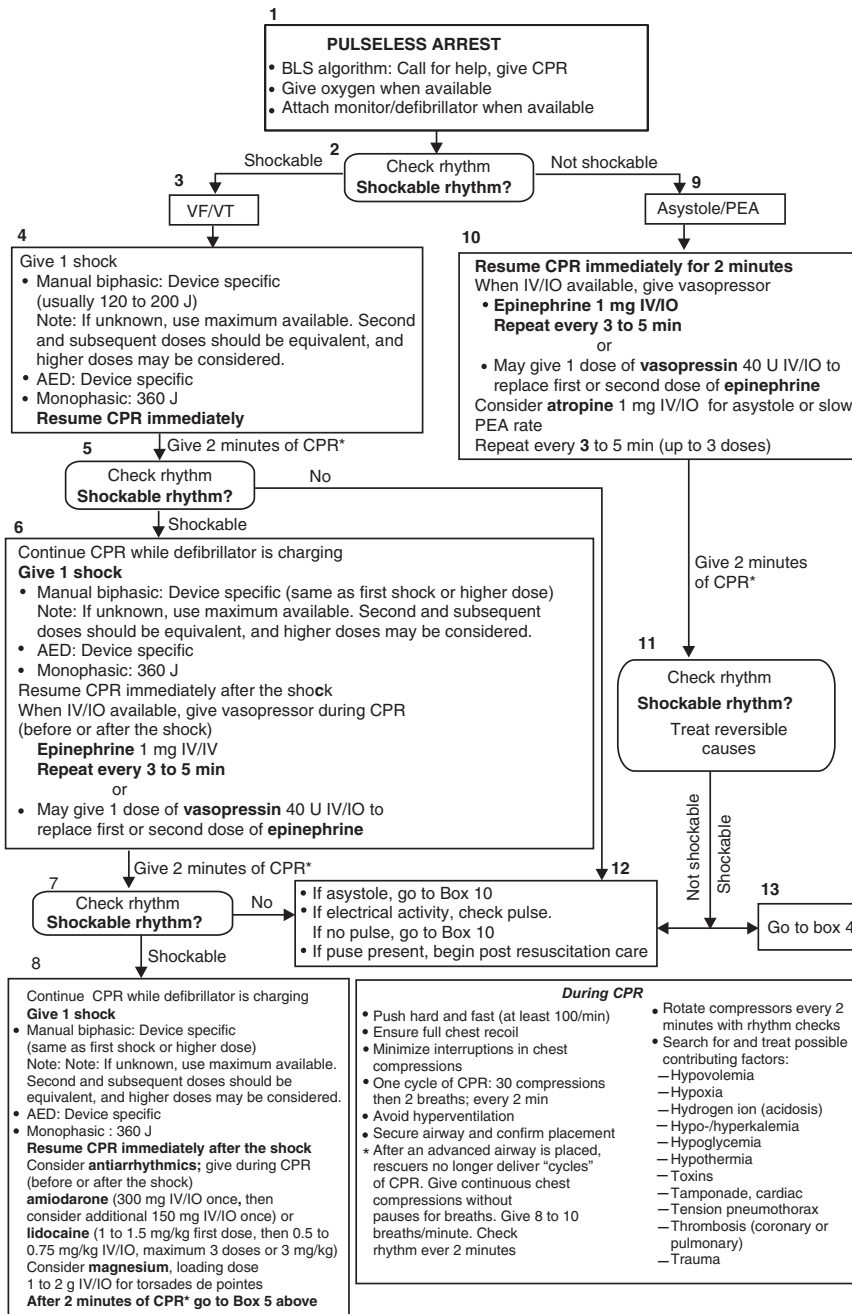 1
PULSELESS ARREST
• BLS algorithm: Call for help, give CPR
• Give oxygen when available
• Attach monitor/defibrillator when available
2
Shockable
Check rhythm
Shockable rhythm?
Not shockable
3
VF/VT
9
Asystole/PEA
4
Give 1 shock
• Manual biphasic: Device specific
(usually 120 to 200 J)
Note: If unknown, use maximum available. Second
and subsequent doses should be equivalent, and
higher doses may be considered.
• AED: Device specific
• Monophasic: 360 J
Resume CPR immediately
10
Resume CPR immediately for 2 minutes
When IV/IO available, give vasopressor
• Epinephrine 1 mg IV/IO
Repeat every 3 to 5 min
or
• May give 1 dose of vasopressin 40 U IV/IO to
replace first or second dose of epinephrine
Consider atropine 1 mg IV/IO for asystole or slow
PEA rate
Repeat every 3 to 5 min (up to 3 doses)
Give 2 minutes of CPR*
5
Check rhythm
Shockable rhythm?
No
Shockable
6
Continue CPR while defibrillator is charging
Give 1 shock
• Manual biphasic: Device specific (same as first shock or higher dose)
Note: If unknown, use maximum available. Second and subsequent
doses should be equivalent, and higher doses may be considered.
• AED: Device specific
• Monophasic: 360 J
Resume CPR immediately after the shock
When IV/IO available, give vasopressor during CPR
(before or after the shock)
Epinephrine 1 mg IV/IV
Repeat every 3 to 5 min
or
• May give 1 dose of vasopressin 40 U IV/IO to
replace first or second dose of epinephrine
Give 2 minutes
of CPR*
11
Check rhythm
Shockable rhythm?
Treat reversible
causes
Not shockable
Shockable
Give 2 minutes of CPR*
7
Check rhythm
Shockable rhythm?
No
12
• If asystole, go to Box 10
• If electrical activity, check pulse.
If no pulse, go to Box 10
• If puse present, begin post resuscitation care
13
Go to box 4
Shockable
8
Continue CPR while defibrillator is charging
Give 1 shock
• Manual biphasic: Device specific
(same as first shock or higher dose)
Note: Note: If unknown, use maximum available.
Second and subsequent doses should be
equivalent, and higher doses may be considered.
• AED: Device specific
• Monophasic : 360 J
Resume CPR immediately after the shock
Consider antiarrhythmics; give during CPR
(before or after the shock)
amiodarone (300 mg IV/IO once, then
consider additional 150 mg IV/IO once) or
lidocaine (1 to 1.5 mg/kg first dose, then 0.5 to
0.75 mg/kg IV/IO, maximum 3 doses or 3 mg/kg)
Consider magnesium, loading dose
1 to 2 g IV/IO for torsades de pointes
After 2 minutes of CPR* go to Box 5 above
During CPR
• Push hard and fast (at least 100/min)
• Ensure full chest recoil
• Minimize interruptions in chest
compressions
• One cycle of CPR: 30 compressions
then 2 breaths; every 2 min
• Avoid hyperventilation
• Secure airway and confirm placement
* After an advanced airway is placed,
rescuers no longer deliver “cycles”
of CPR. Give continuous chest
compressions without
pauses for breaths. Give 8 to 10
breaths/minute. Check
rhythm ever 2 minutes
• Rotate compressors every 2
minutes with rhythm checks
• Search for and treat possible
contributing factors:
— Hypovolemia
— Hypoxia
— Hydrogen ion (acidosis)
— Hypo-/hyperkalemia
— Hypoglycemia
— Hypothermia
— Toxins
— Tamponade, cardiac
— Tension pneumothorax
— Thrombosis (coronary or
pulmonary)
— Trauma